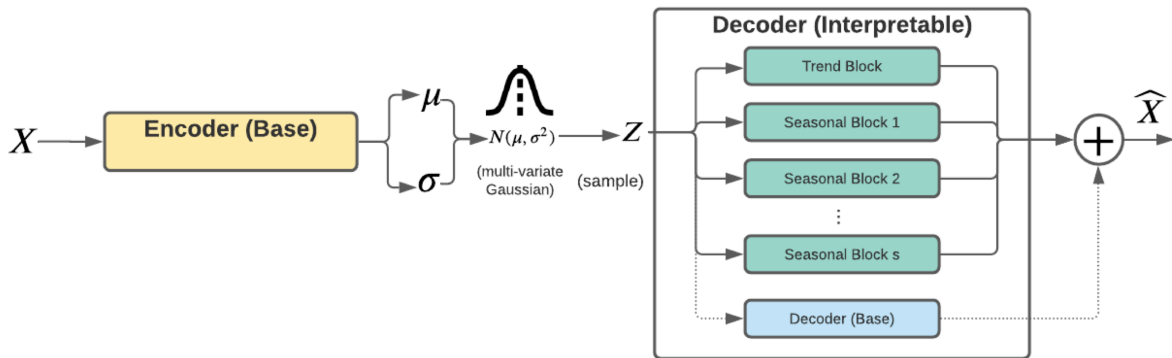 Decoder (Interpretable)
Trend Block
Seasonal Block 1
Seasonal Block 2
⋮
Seasonal Block s
Decoder (Base)
X
Encoder (Base)
μ
σ
N(μ, σ²)
(multi-variate
Gaussian)
Z
(sample)
+
X̂